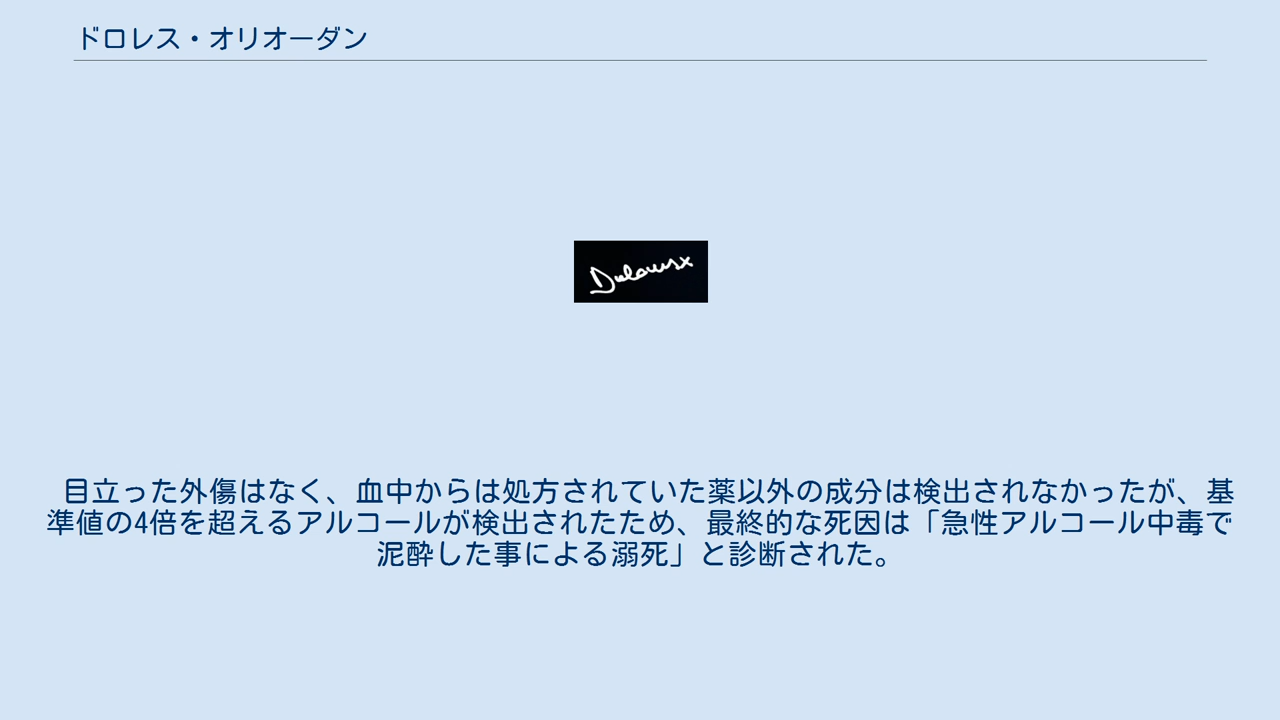 ドロレス・オリオーダン
Doloursx
目立った外傷はなく、血中からは処方されていた薬以外の成分は検出されなかったが、基
準値の4倍を超えるアルコールが検出されたため、最終的な死因は「急性アルコール中毒で
泥酔した事による溺死」と診断された。